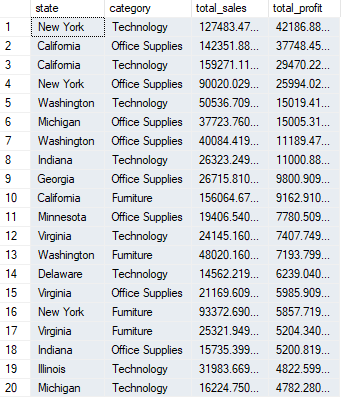 state category total_sales total_profit
1 New York Technology 127483.47... 42186.88...
2 California Office Supplies 142351.88... 37748.45...
3 California Technology 159271.11... 29470.22...
4 New York Office Supplies 90020.029... 25994.02...
5 Washington Technology 50536.709... 15019.41...
6 Michigan Office Supplies 37723.760... 15005.31...
7 Washington Office Supplies 40084.419... 11189.47...
8 Indiana Technology 26323.249... 11000.88...
9 Georgia Office Supplies 26715.810... 9800.909...
10 California Furniture 156064.67... 9162.910...
11 Minnesota Office Supplies 19406.540... 7780.509...
12 Virginia Technology 24145.160... 7407.749...
13 Washington Furniture 48020.160... 7193.799...
14 Delaware Technology 14562.219... 6239.040...
15 Virginia Office Supplies 21169.609... 5985.909...
16 New York Furniture 93372.690... 5857.719...
17 Virginia Furniture 25321.949... 5204.340...
18 Indiana Office Supplies 15735.399... 5200.819...
19 Illinois Technology 31983.669... 4822.599...
20 Michigan Technology 16224.750... 4782.280...